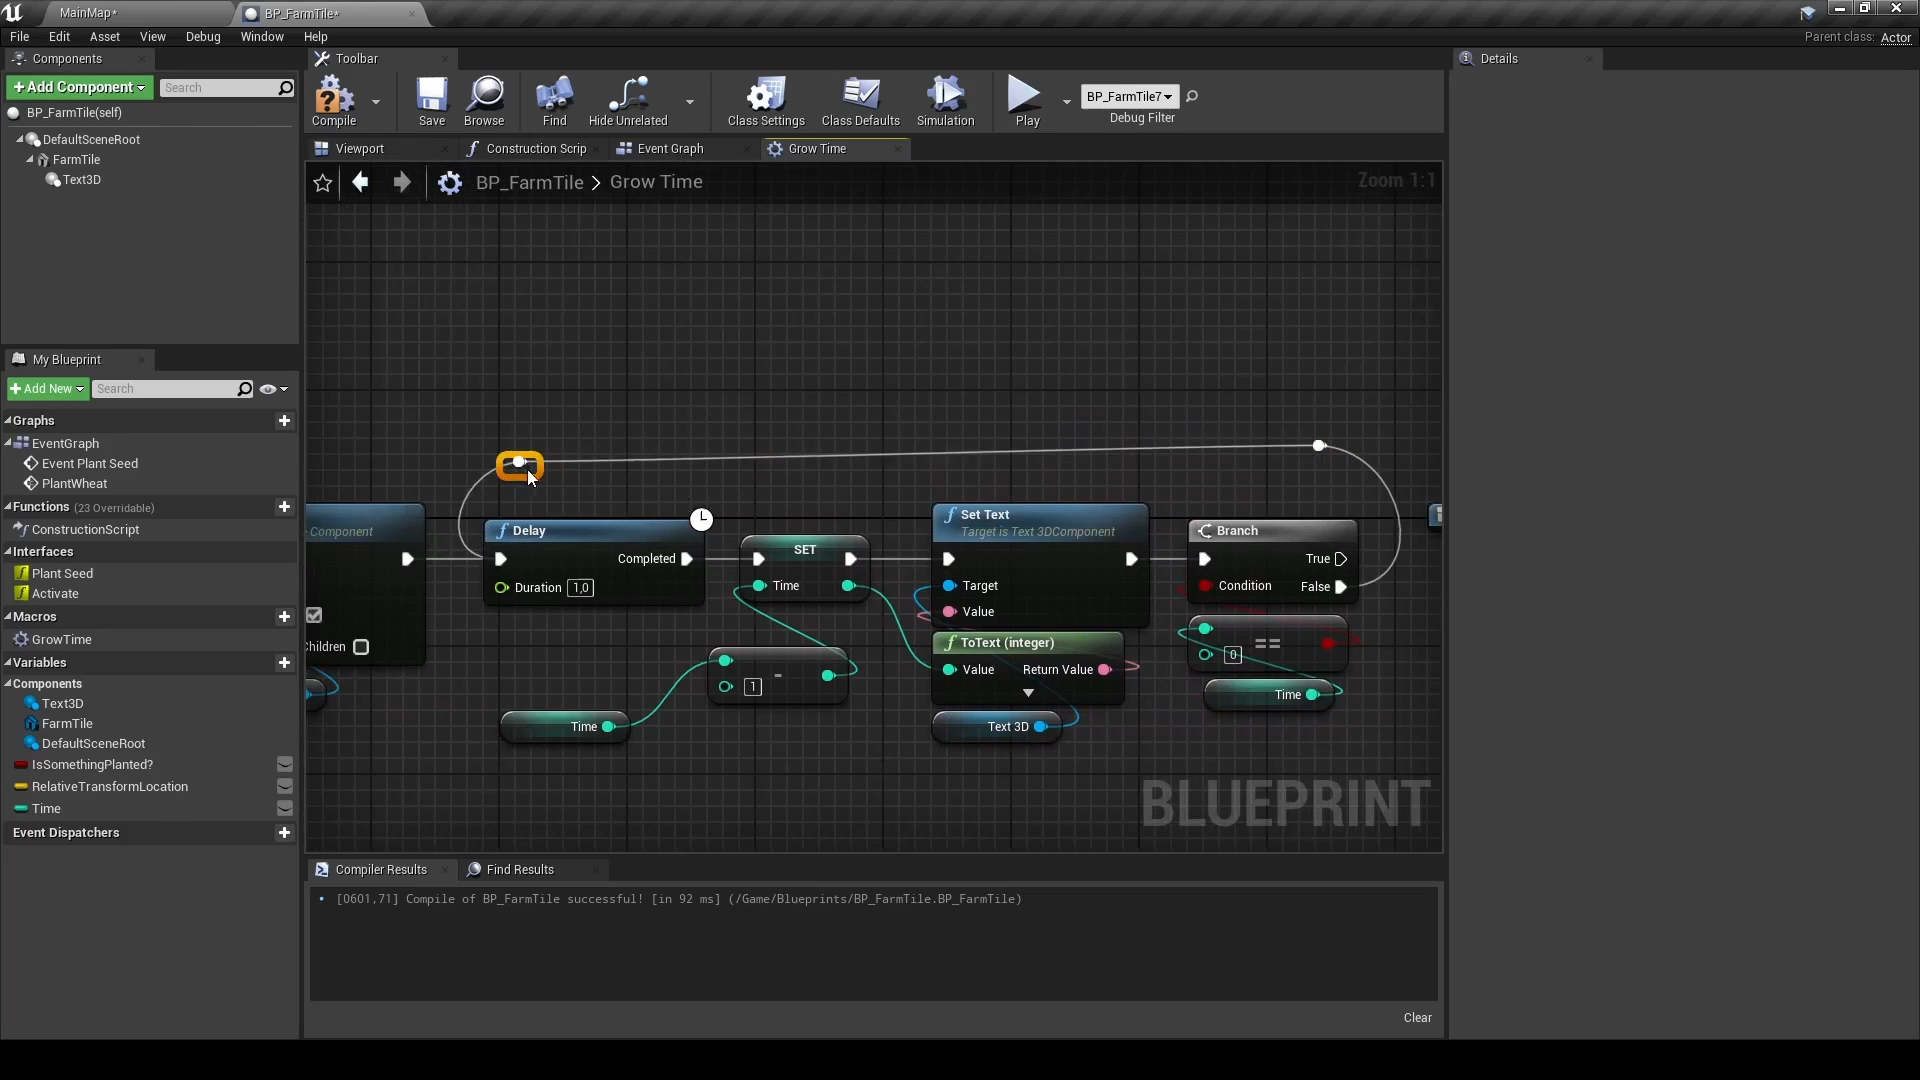 MainMap*
BP_FarmTile*
File Edit Asset View Debug Window Help
Parent class: Actor
Components
Toolbar
Details
+Add Component
Search
BP_FarmTile(self)
DefaultSceneRoot
FarmTile
Text3D
Compile
Save
Browse
Find
Hide Unrelated
Class Settings
Class Defaults
Simulation
Play
BP_FarmTile7
Debug Filter
Viewport
Construction Scrip
Event Graph
Grow Time
BP_FarmTile > Grow Time
Zoom 1:1
My Blueprint
+Add New
Search
Graphs
EventGraph
Event Plant Seed
PlantWheat
Functions (23 Overridable)
ConstructionScript
Interfaces
Plant Seed
Activate
Macros
GrowTime
Variables
Components
Text3D
FarmTile
DefaultSceneRoot
IsSomethingPlanted?
RelativeTransformLocation
Time
Event Dispatchers
Component
Children
Delay
Completed
Duration 1,0
SET
Time
1
-
Time
Set Text
Target is Text 3DComponent
Target
Value
ToText (integer)
Value Return Value
Text 3D
Branch
True
Condition False
==
0
Time
BLUEPRINT
Compiler Results
Find Results
[0601,71] Compile of BP_FarmTile successful! [in 92 ms] (/Game/Blueprints/BP_FarmTile.BP_FarmTile)
Clear